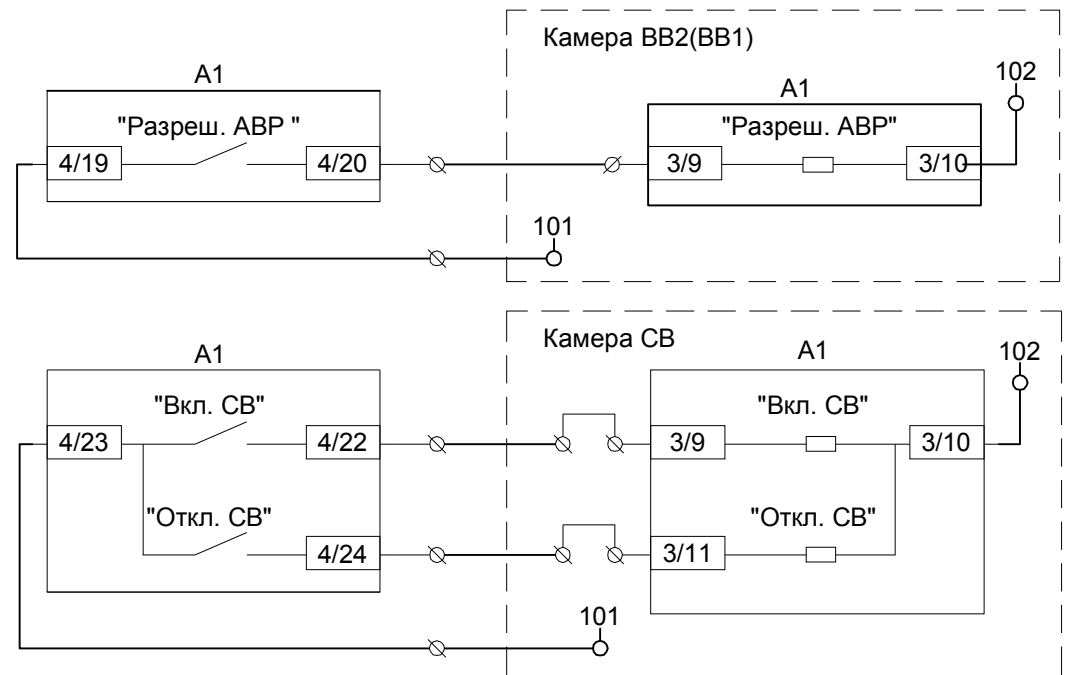 Камера ВВ2(ВВ1)
А1
А1
102
"Разреш. АВР "
"Разреш. АВР"
4/19
4/20
3/9
3/10
101
Камера СВ
А1
А1
102
"Вкл. СВ"
"Вкл. СВ"
4/23
4/22
3/9
3/10
"Откл. СВ"
"Откл. СВ"
4/24
3/11
101